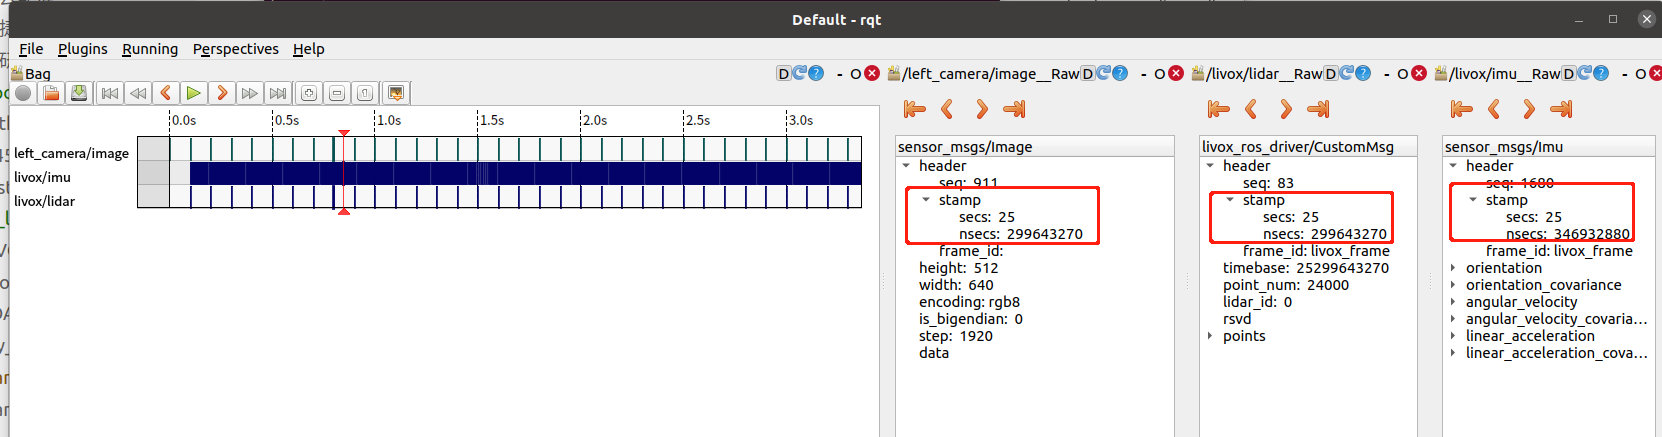 Default - rqt
File Plugins Running Perspectives Help
Bag
D - O
/left_camera/image__Raw D - O
/livox/lidar__Raw D - O
/livox/imu__Raw D - O
0.0s 0.5s 1.0s 1.5s 2.0s 2.5s 3.0s
left_camera/image
livox/imu
livox/lidar
sensor_msgs/Image
header
seq: 911
stamp
secs: 25
nsecs: 299643270
frame_id:
height: 512
width: 640
encoding: rgb8
is_bigendian: 0
step: 1920
data
livox_ros_driver/CustomMsg
header
seq: 83
stamp
secs: 25
nsecs: 299643270
frame_id: livox_frame
timebase: 25299643270
point_num: 24000
lidar_id: 0
rsvd
points
sensor_msgs/Imu
header
seq: 1680
stamp
secs: 25
nsecs: 346932880
frame_id: livox_frame
orientation
orientation_covariance
angular_velocity
angular_velocity_covaria...
linear_acceleration
linear_acceleration_cova...